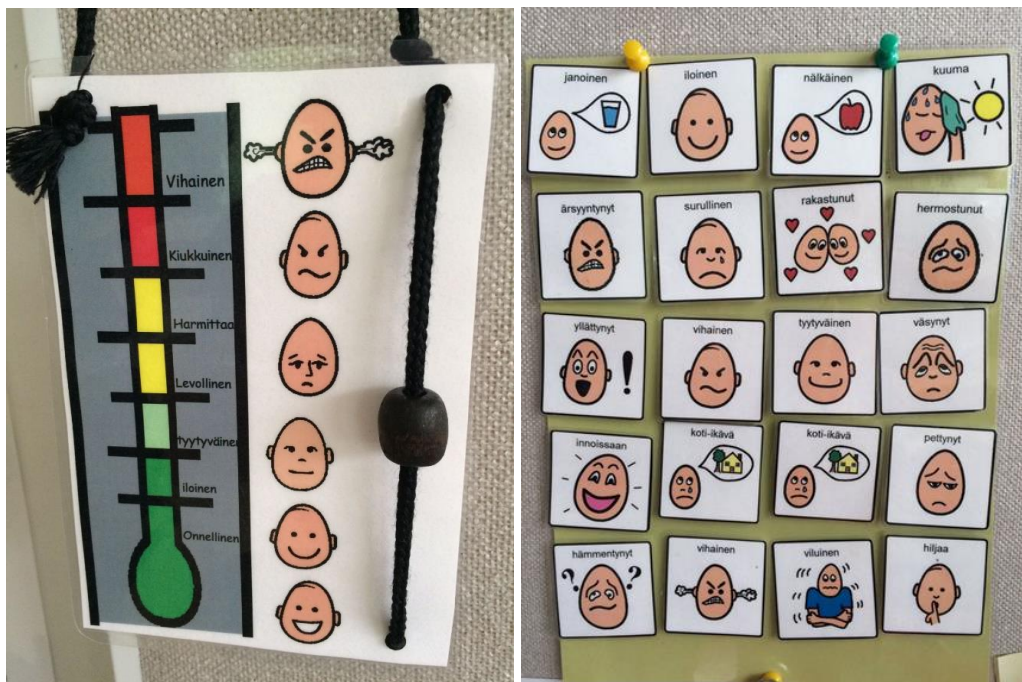 Vihainen
Kiukkuinen
Harmittaa
Levollinen
tyytyväinen
iloinen
Onnellinen
janoinen
iloinen
nälkäinen
kuuma
ärsyyntynyt
surullinen
rakastunut
hermostunut
yllättynyt
!
vihainen
tyytyväinen
väsynyt
innoissaan
koti-ikävä
koti-ikävä
pettynyt
hämmentynyt
? ?
vihainen
viluinen
hiljaa